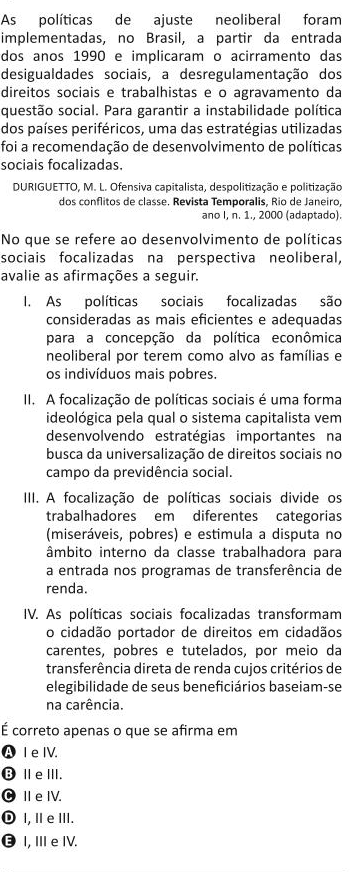 As políticas de ajuste neoliberal foram
implementadas, no Brasil, a partir da entrada
dos anos 1990 e implicaram o acirramento das
desigualdades sociais, a desregulamentação dos
direitos sociais e trabalhistas e o agravamento da
questão social. Para garantir a instabilidade política
dos países periféricos, uma das estratégias utilizadas
foi a recomendação de desenvolvimento de políticas
sociais focalizadas.
DURIGUETTO, M. L. Ofensiva capitalista, despolitização e politização
dos conflitos de classe. Revista Temporalis, Rio de Janeiro,
ano I, n. 1., 2000 (adaptado).
No que se refere ao desenvolvimento de políticas
sociais focalizadas na perspectiva neoliberal,
avalie as afirmações a seguir.
I. As políticas sociais focalizadas são
consideradas as mais eficientes e adequadas
para a concepção da política econômica
neoliberal por terem como alvo as famílias e
os indivíduos mais pobres.
II. A focalização de políticas sociais é uma forma
ideológica pela qual o sistema capitalista vem
desenvolvendo estratégias importantes na
busca da universalização de direitos sociais no
campo da previdência social.
III. A focalização de políticas sociais divide os
trabalhadores em diferentes categorias
(miseráveis, pobres) e estimula a disputa no
âmbito interno da classe trabalhadora para
a entrada nos programas de transferência de
renda.
IV. As políticas sociais focalizadas transformam
o cidadão portador de direitos em cidadãos
carentes, pobres e tutelados, por meio da
transferência direta de renda cujos critérios de
elegibilidade de seus beneficiários baseiam-se
na carência.
É correto apenas o que se afirma em
A I e IV.
B II e III.
C II e IV.
D I, II e III.
E I, III e IV.